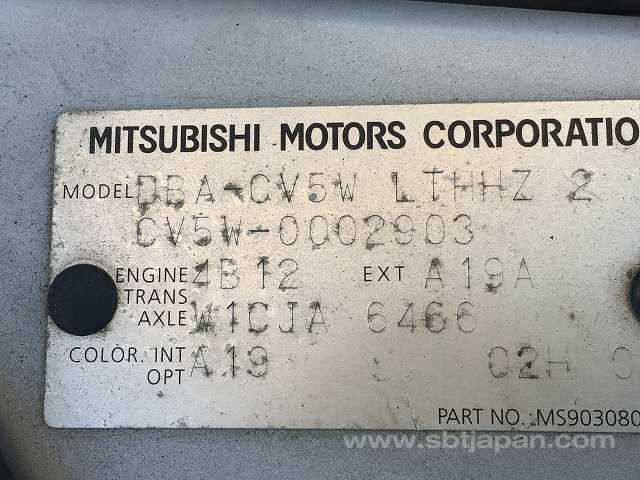 MITSUBISHI MOTORS CORPORATIO
MODEL DBA-CV5W LTHHZ 2
CV5W-0002903
ENGINE 4B12 EXT A19A
TRANS AXLE W1CJA 6466
COLOR. INT OPT A19 02H 0
PART NO. MS903080
www.sbtjapan.com